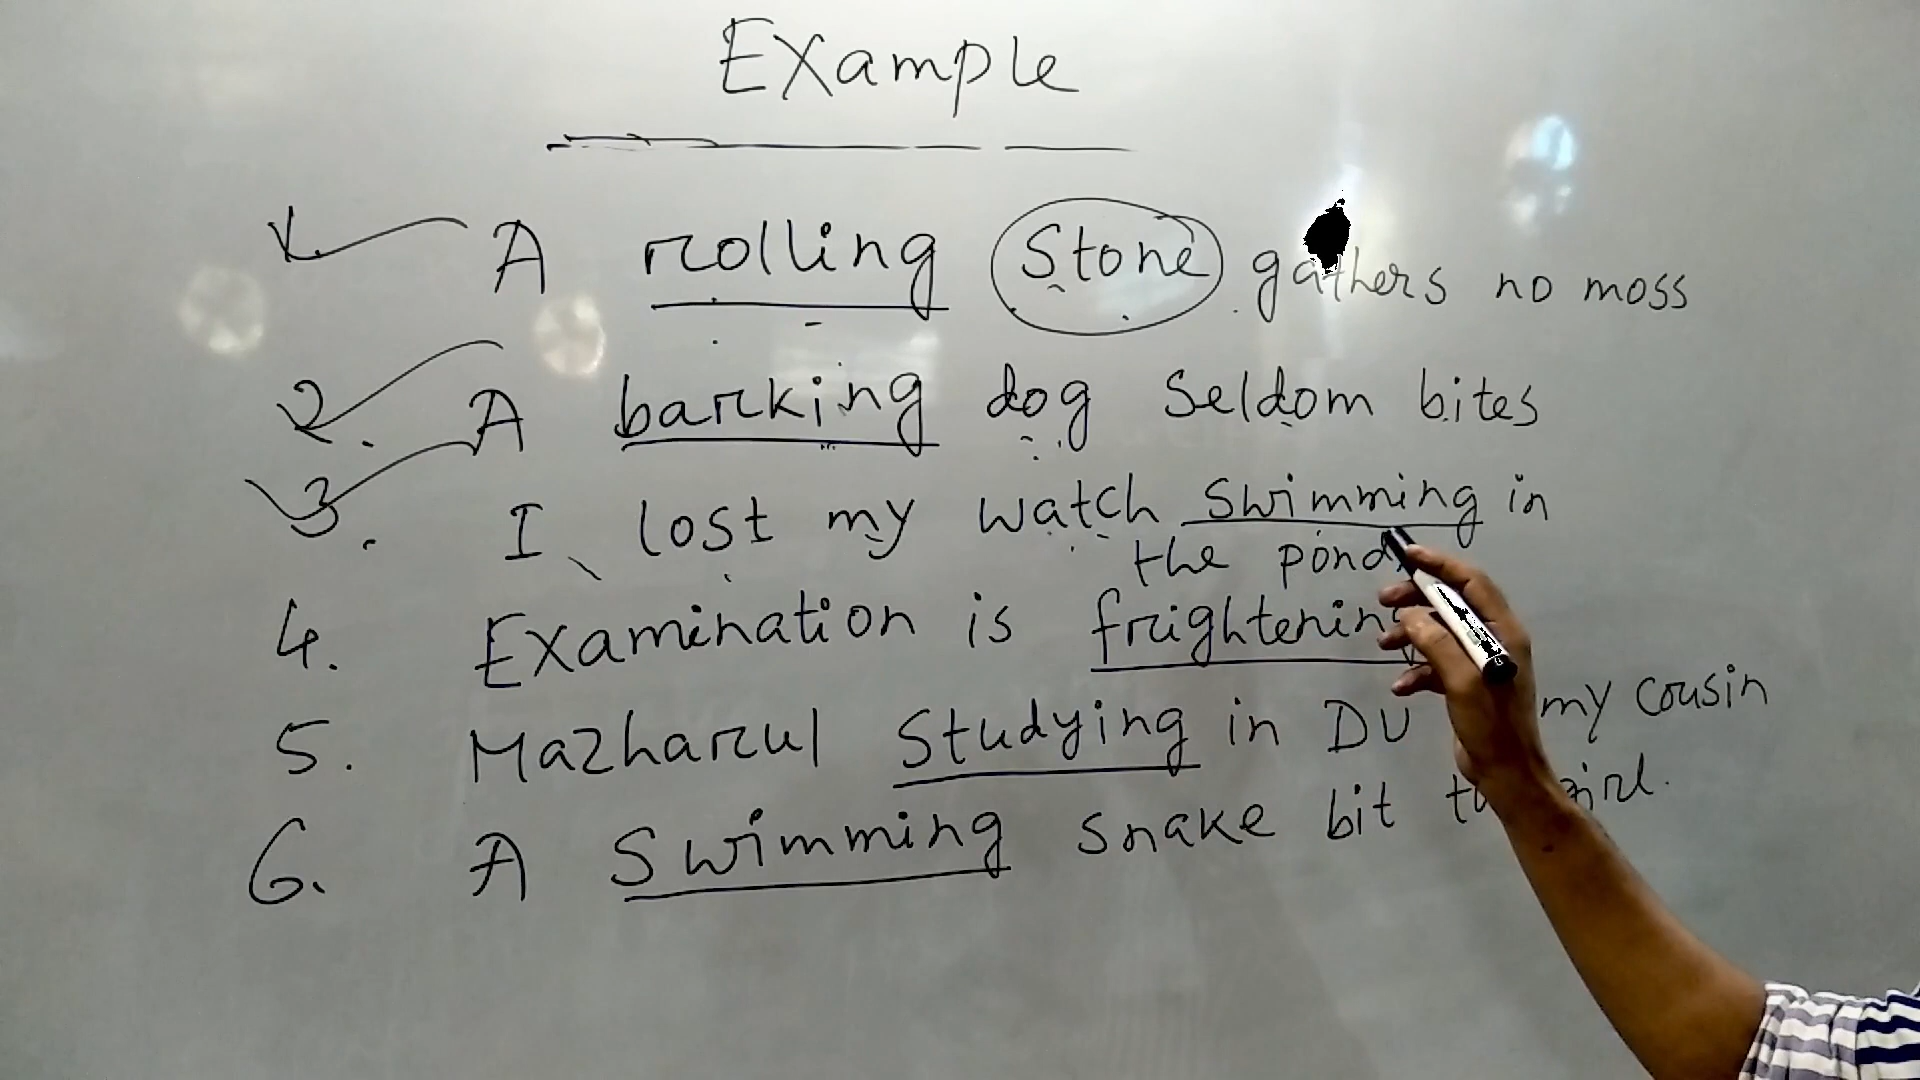 Example
1. A rolling Stone gathers no moss
2. A barking dog Seldom bites
3. I lost my watch swimming in
the pond
4. Examination is frightening
5. Mazharul Studying in DU my cousin
6. A Swimming snake bit girl.